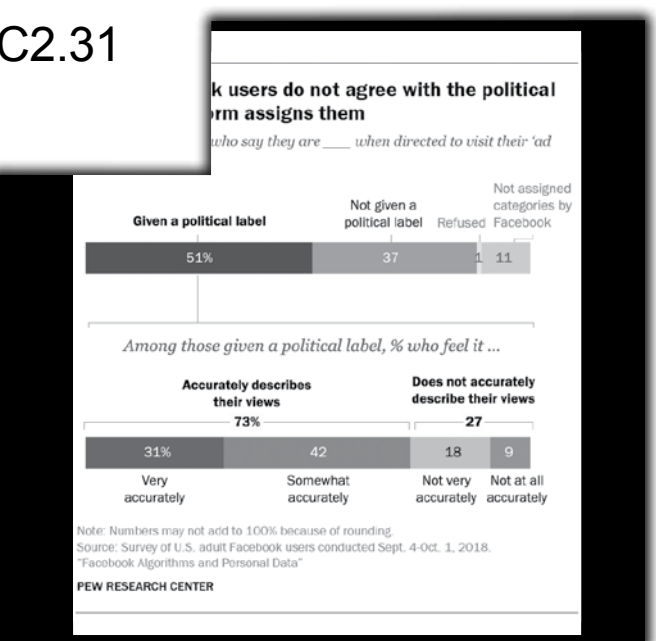 C2.31
k users do not agree with the political
rm assigns them
who say they are ___ when directed to visit their ‘ad
Not assigned
categories by
Facebook
Not given a
political label
Refused
Given a political label
51%
37
1
11
Among those given a political label, % who feel it ...
Accurately describes
their views
73%
Does not accurately
describe their views
27
31%
42
18
9
Very
accurately
Somewhat
accurately
Not very
accurately
Not at all
accurately
Note: Numbers may not add to 100% because of rounding.
Source: Survey of U.S. adult Facebook users conducted Sept. 4-Oct. 1, 2018.
"Facebook Algorithms and Personal Data"
PEW RESEARCH CENTER